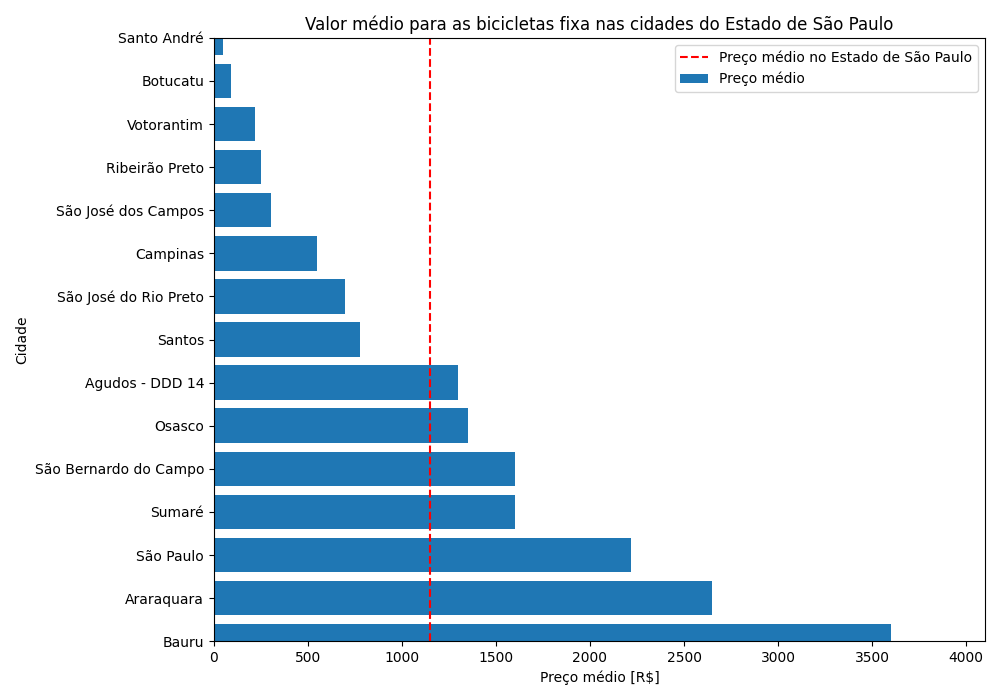 Valor médio para as bicicletas fixa nas cidades do Estado de São Paulo
Preço médio no Estado de São Paulo
Preço médio
Cidade
Santo André
Botucatu
Votorantim
Ribeirão Preto
São José dos Campos
Campinas
São José do Rio Preto
Santos
Agudos - DDD 14
Osasco
São Bernardo do Campo
Sumaré
São Paulo
Araraquara
Bauru
0 500 1000 1500 2000 2500 3000 3500 4000
Preço médio [R$]